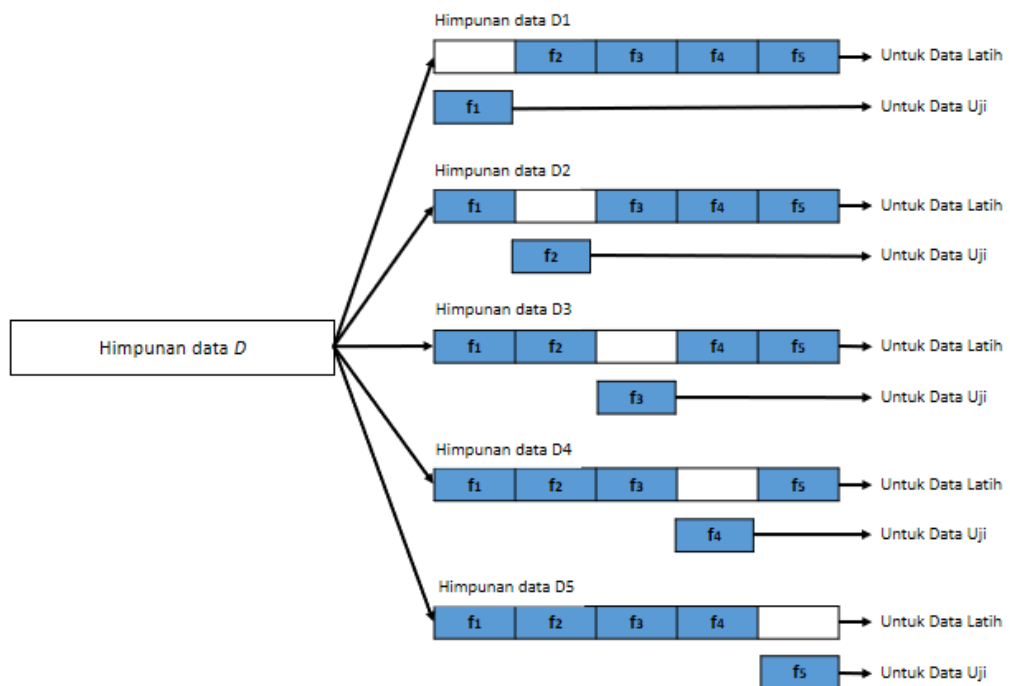 Himpunan data D1
f2 f3 f4 f5 Untuk Data Latih
f1 Untuk Data Uji
Himpunan data D2
f1 f3 f4 f5 Untuk Data Latih
f2 Untuk Data Uji
Himpunan data D3
Himpunan data D
f1 f2 f4 f5 Untuk Data Latih
f3 Untuk Data Uji
Himpunan data D4
f1 f2 f3 f5 Untuk Data Latih
f4 Untuk Data Uji
Himpunan data D5
f1 f2 f3 f4 Untuk Data Latih
f5 Untuk Data Uji